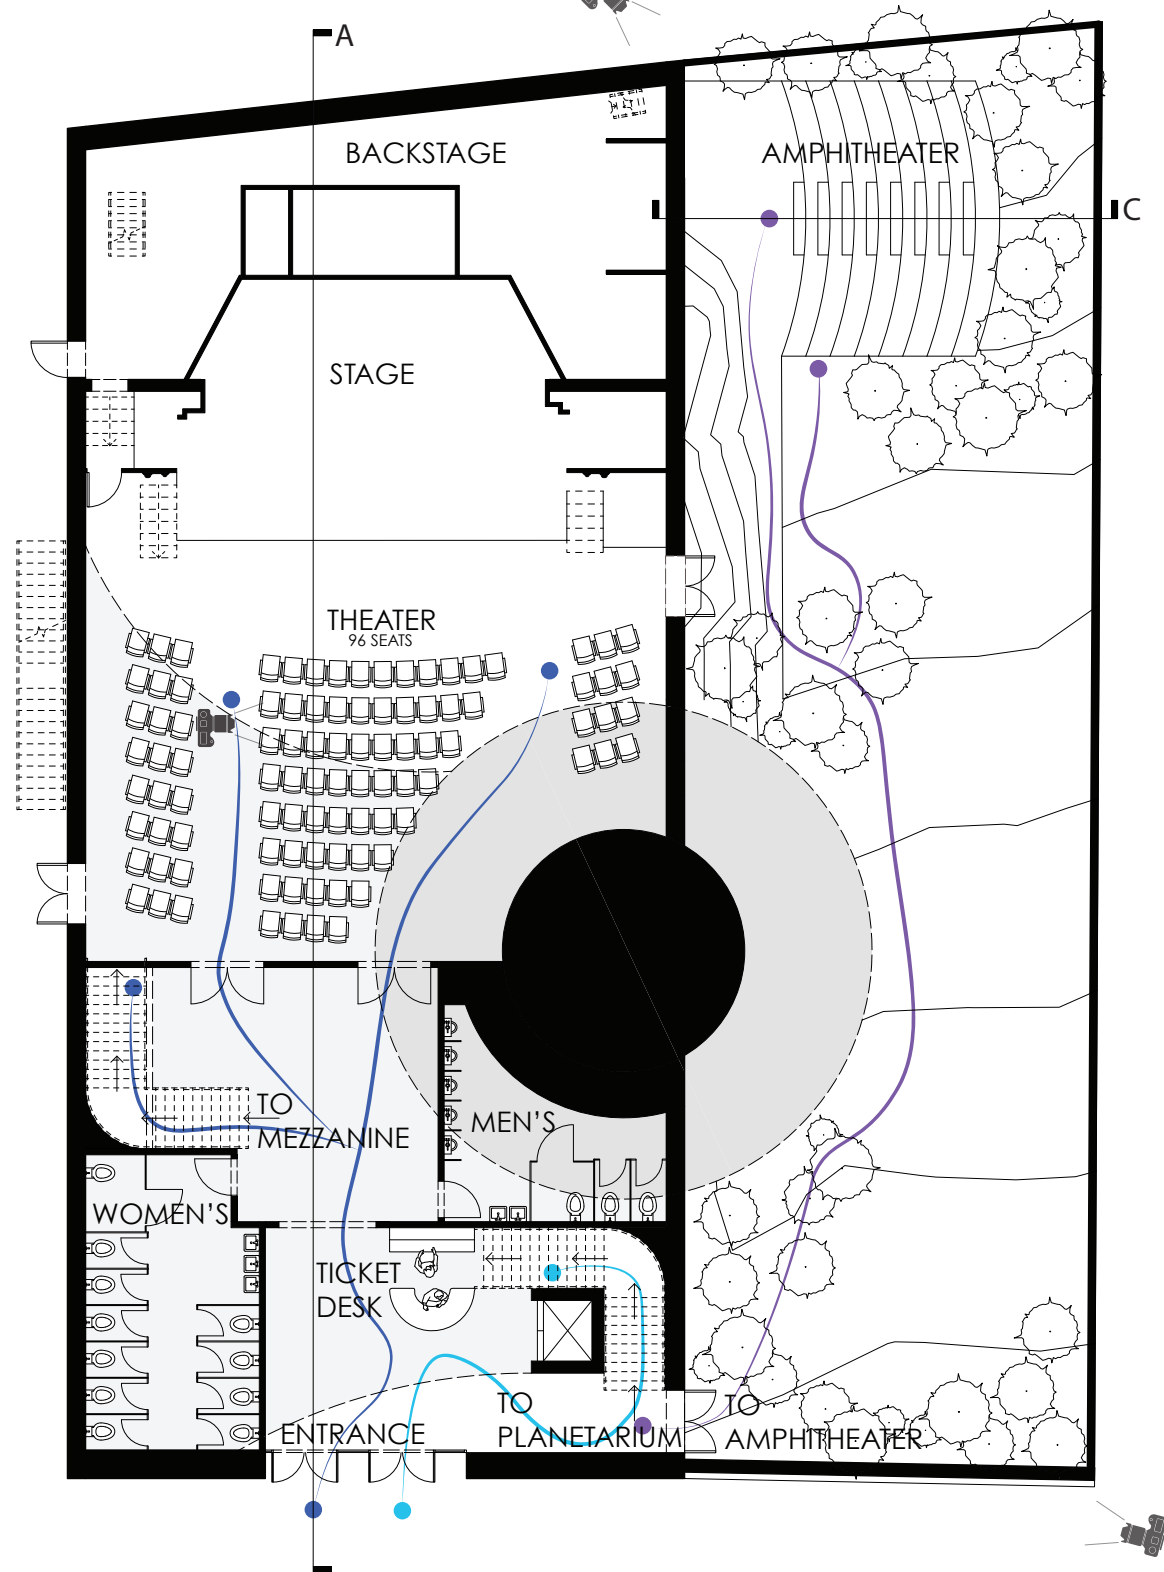 A
BACKSTAGE
AMPHITHEATER
C
STAGE
THEATER
96 SEATS
TO
MEZZANINE
MEN'S
WOMEN'S
TICKET
DESK
TO
PLANETARIUM
TO
AMPHITHEATER
ENTRANCE